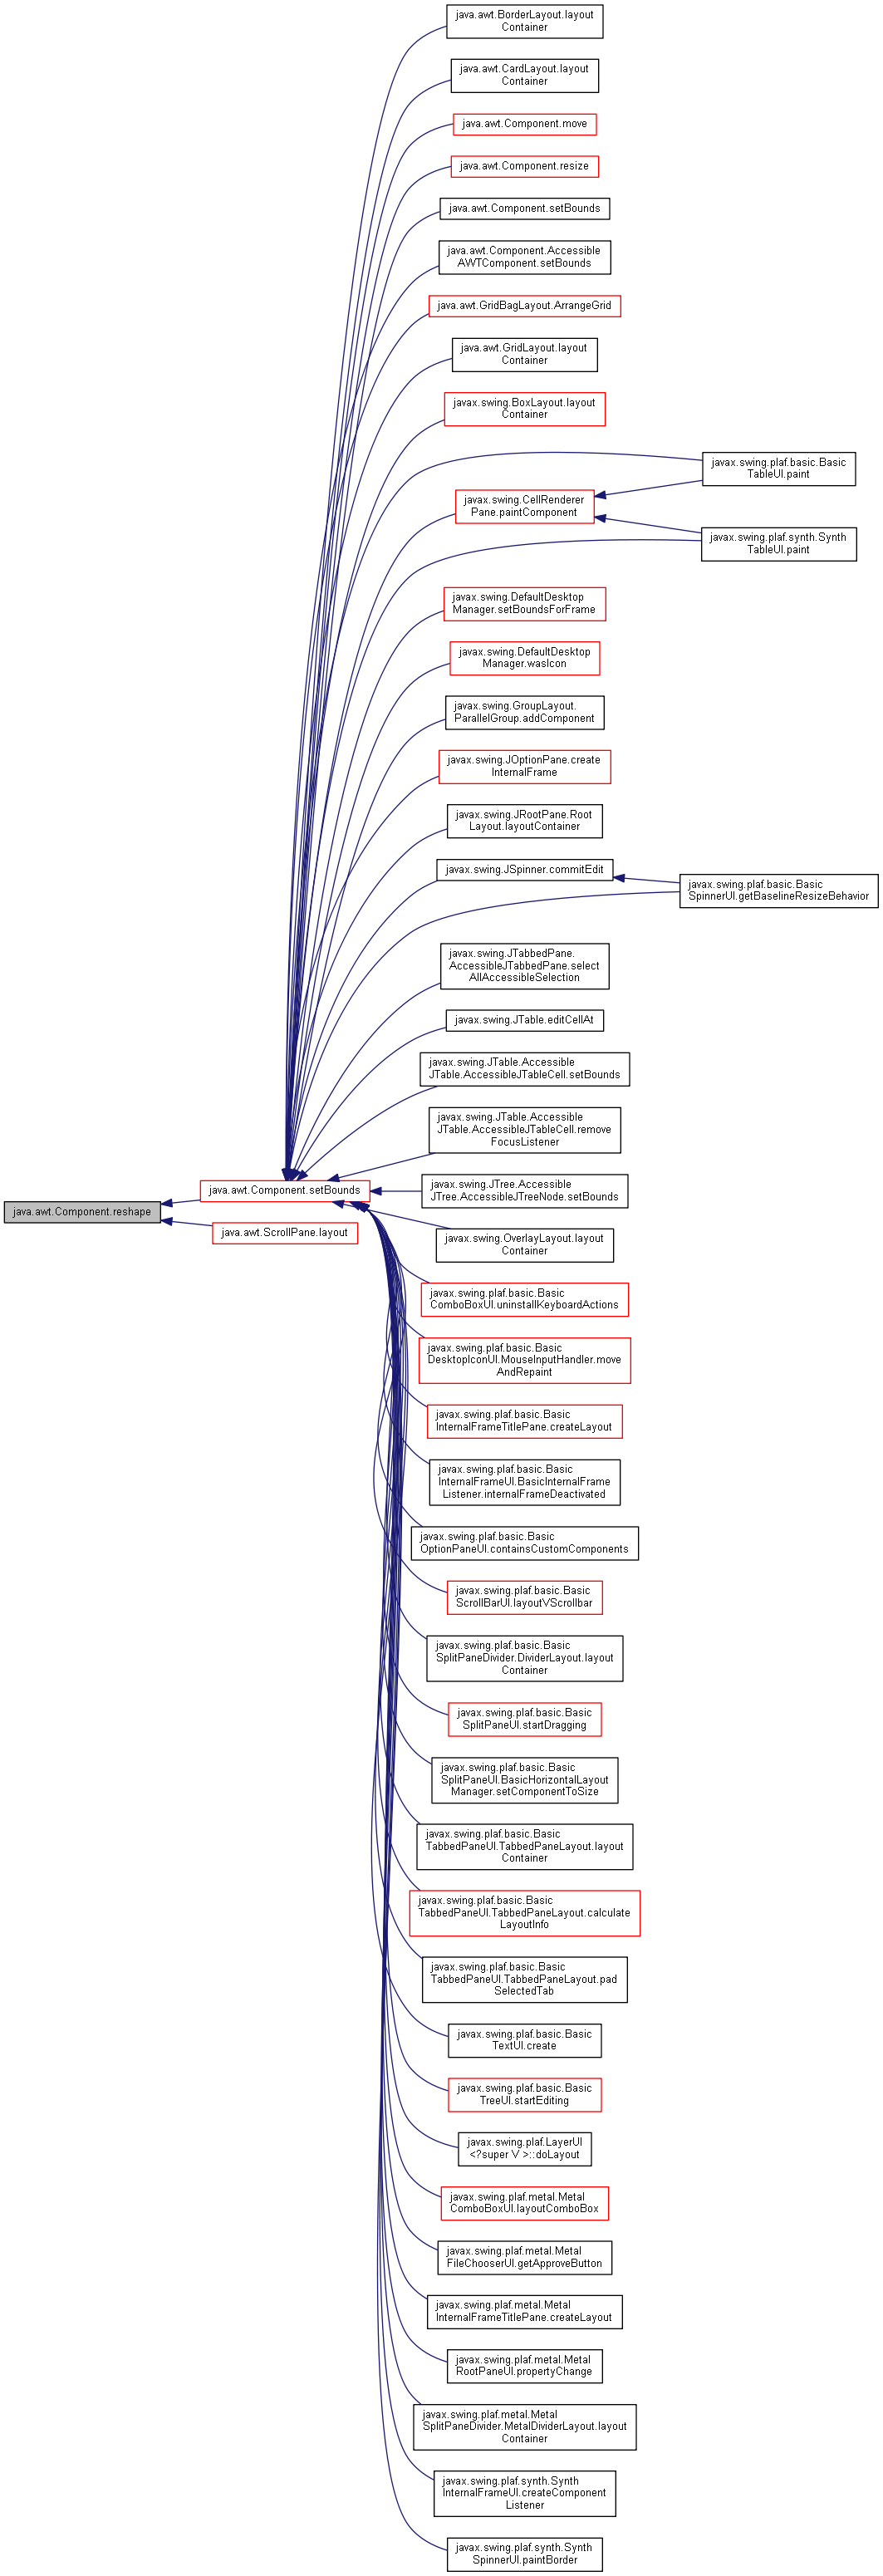 java.awt.BorderLayout.layout
Container
java.awt.CardLayout.layout
Container
java.awt.Component.move
java.awt.Component.resize
java.awt.Component.setBounds
java.awt.Component.Accessible
AWTComponent.setBounds
java.awt.GridBagLayout.ArrangeGrid
java.awt.GridLayout.layout
Container
javax.swing.BoxLayout.layout
Container
javax.swing.plaf.basic.Basic
TableUI.paint
javax.swing.CellRenderer
Pane.paintComponent
javax.swing.plaf.synth.Synth
TableUI.paint
javax.swing.DefaultDesktop
Manager.setBoundsForFrame
javax.swing.DefaultDesktop
Manager.wasIcon
javax.swing.GroupLayout.
ParallelGroup.addComponent
javax.swing.JOptionPane.create
InternalFrame
javax.swing.JRootPane.Root
Layout.layoutContainer
javax.swing.JSpinner.commitEdit
javax.swing.plaf.basic.Basic
SpinnerUI.getBaselineResizeBehavior
javax.swing.JTabbedPane.
AccessibleJTabbedPane.select
AllAccessibleSelection
javax.swing.JTable.editCellAt
javax.swing.JTable.Accessible
JTable.AccessibleJTableCell.setBounds
javax.swing.JTable.Accessible
JTable.AccessibleJTableCell.remove
FocusListener
java.awt.Component.setBounds
javax.swing.JTree.Accessible
JTree.AccessibleJTreeNode.setBounds
java.awt.Component.reshape
java.awt.ScrollPane.layout
javax.swing.OverlayLayout.layout
Container
javax.swing.plaf.basic.Basic
ComboBoxUI.uninstallKeyboardActions
javax.swing.plaf.basic.Basic
DesktopIconUI.MouseInputHandler.move
AndRepaint
javax.swing.plaf.basic.Basic
InternalFrameTitlePane.createLayout
javax.swing.plaf.basic.Basic
InternalFrameUI.BasicInternalFrame
Listener.internalFrameDeactivated
javax.swing.plaf.basic.Basic
OptionPaneUI.containsCustomComponents
javax.swing.plaf.basic.Basic
ScrollBarUI.layoutVScrollbar
javax.swing.plaf.basic.Basic
SplitPaneDivider.DividerLayout.layout
Container
javax.swing.plaf.basic.Basic
SplitPaneUI.startDragging
javax.swing.plaf.basic.Basic
SplitPaneUI.BasicHorizontalLayout
Manager.setComponentToSize
javax.swing.plaf.basic.Basic
TabbedPaneUI.TabbedPaneLayout.layout
Container
javax.swing.plaf.basic.Basic
TabbedPaneUI.TabbedPaneLayout.calculate
LayoutInfo
javax.swing.plaf.basic.Basic
TabbedPaneUI.TabbedPaneLayout.pad
SelectedTab
javax.swing.plaf.basic.Basic
TextUI.create
javax.swing.plaf.basic.Basic
TreeUI.startEditing
javax.swing.plaf.LayerUI
<?super V >::doLayout
javax.swing.plaf.metal.Metal
ComboBoxUI.layoutComboBox
javax.swing.plaf.metal.Metal
FileChooserUI.getApproveButton
javax.swing.plaf.metal.Metal
InternalFrameTitlePane.createLayout
javax.swing.plaf.metal.Metal
RootPaneUI.propertyChange
javax.swing.plaf.metal.Metal
SplitPaneDivider.MetalDividerLayout.layout
Container
javax.swing.plaf.synth.Synth
InternalFrameUI.createComponent
Listener
javax.swing.plaf.synth.Synth
SpinnerUI.paintBorder